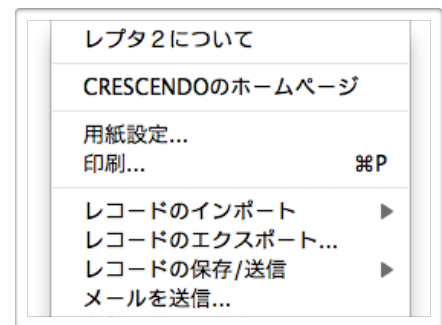 レプタ２について
CRESCENDOのホームページ
用紙設定...
印刷... ⌘P
レコードのインポート ▶
レコードのエクスポート...
レコードの保存/送信 ▶
メールを送信...